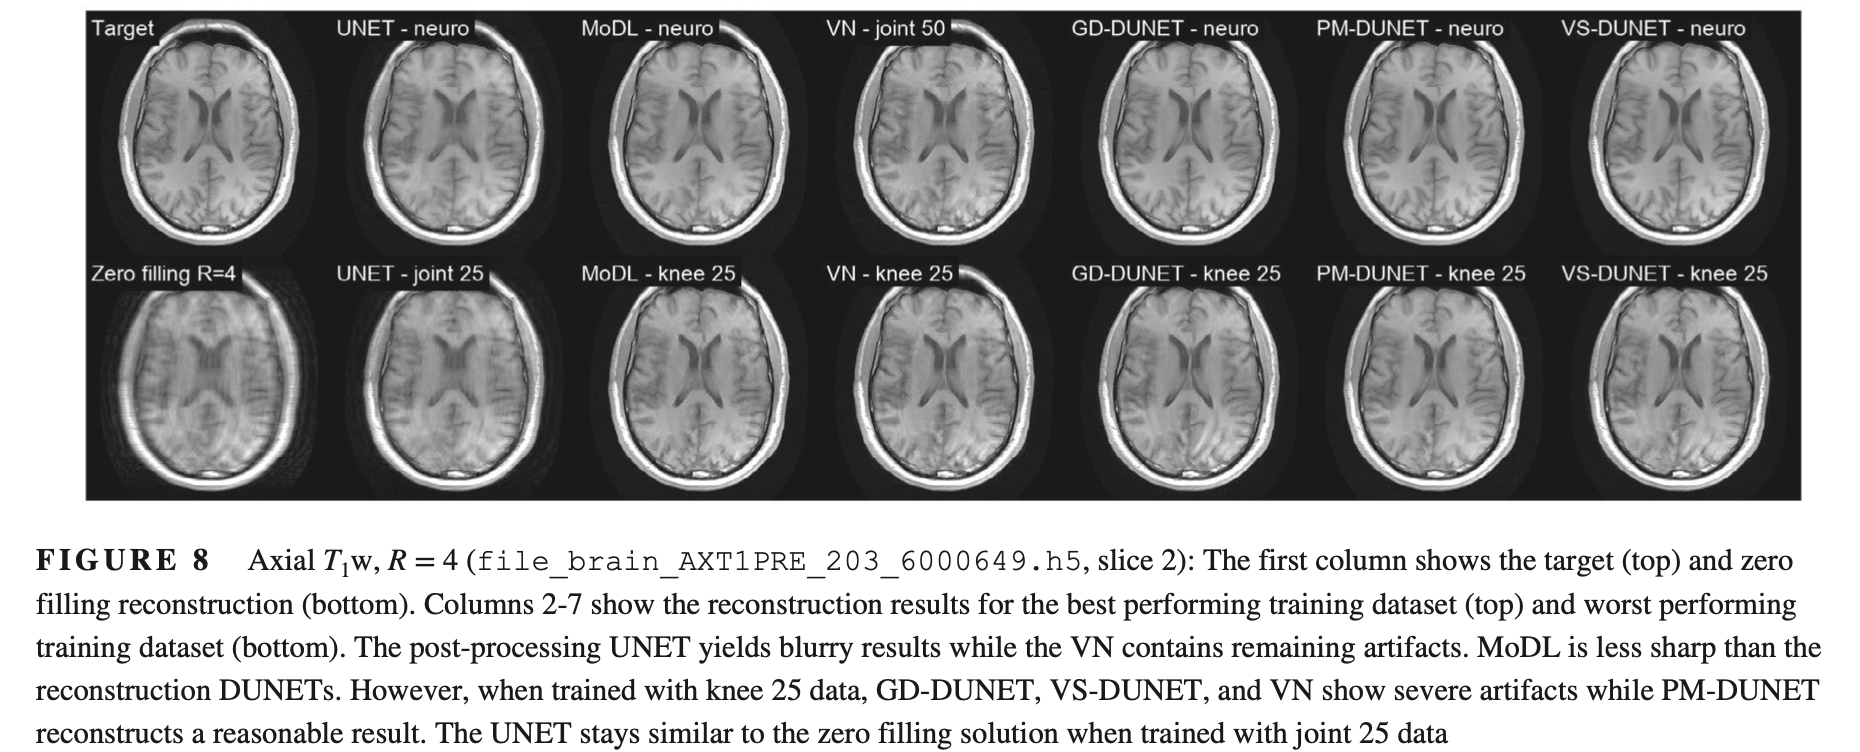 Target UNET - neuro MoDL - neuro VN - joint 50 GD-DUNET - neuro PM-DUNET - neuro VS-DUNET - neuro
Zero filling R=4 UNET - joint 25 MoDL - knee 25 VN - knee 25 GD-DUNET - knee 25 PM-DUNET - knee 25 VS-DUNET - knee 25
FIGURE 8 Axial T₁w, R = 4 (file_brain_AXT1PRE_203_6000649.h5, slice 2): The first column shows the target (top) and zero
filling reconstruction (bottom). Columns 2-7 show the reconstruction results for the best performing training dataset (top) and worst performing
training dataset (bottom). The post-processing UNET yields blurry results while the VN contains remaining artifacts. MoDL is less sharp than the
reconstruction DUNETs. However, when trained with knee 25 data, GD-DUNET, VS-DUNET, and VN show severe artifacts while PM-DUNET
reconstructs a reasonable result. The UNET stays similar to the zero filling solution when trained with joint 25 data